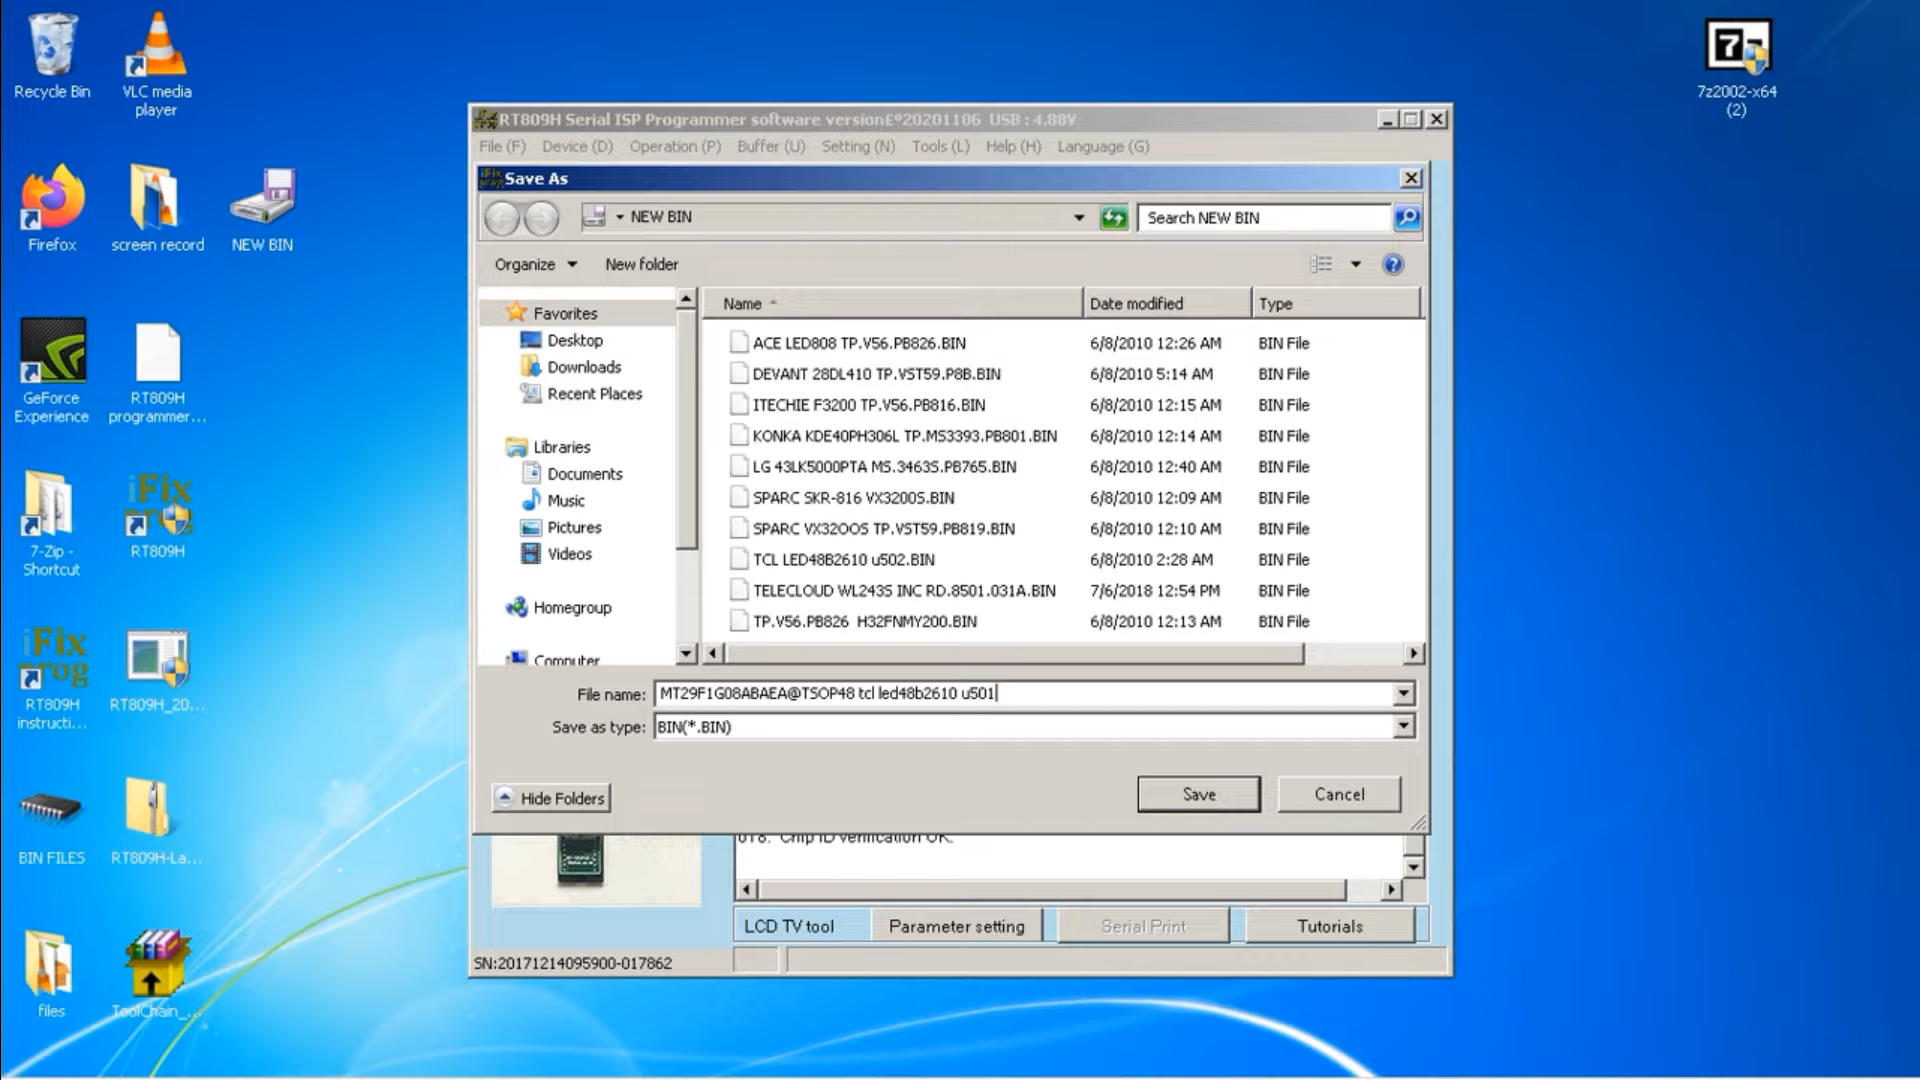 Recycle Bin
VLC media
player
7z2002-x64
(2)
Firefox
screen record
NEW BIN
GeForce
Experience
RT809H
programmer...
7-Zip -
Shortcut
iFix
RT809H
iFix
prog
RT809H
instructi...
RT809H_20...
BIN FILES
RT809H-La...
files
ToolChain_...
RT809H Serial ISP Programmer software version£º20201106 USB : 4.88V
File (F) Device (D) Operation (P) Buffer (U) Setting (N) Tools (L) Help (H) Language (G)
Save As
NEW BIN
Search NEW BIN
Organize New folder
Favorites
Desktop
Downloads
Recent Places
Libraries
Documents
Music
Pictures
Videos
Homegroup
Computer
Name Date modified Type
ACE LED808 TP.V56.PB826.BIN 6/8/2010 12:26 AM BIN File
DEVANT 28DL410 TP.VST59.P8B.BIN 6/8/2010 5:14 AM BIN File
ITECHIE F3200 TP.V56.PB816.BIN 6/8/2010 12:15 AM BIN File
KONKA KDE40PH306L TP.MS3393.PB801.BIN 6/8/2010 12:14 AM BIN File
LG 43LK5000PTA MS.3463S.PB765.BIN 6/8/2010 12:40 AM BIN File
SPARC SKR-816 VX3200S.BIN 6/8/2010 12:09 AM BIN File
SPARC VX32OOS TP.VST59.PB819.BIN 6/8/2010 12:10 AM BIN File
TCL LED48B2610 u502.BIN 6/8/2010 2:28 AM BIN File
TELECLOUD WL243S INC RD.8501.031A.BIN 7/6/2018 12:54 PM BIN File
TP.V56.PB826 H32FNMY200.BIN 6/8/2010 12:13 AM BIN File
File name: MT29F1G08ABAEA@TSOP48 tcl led48b2610 u501
Save as type: BIN(*.BIN)
Hide Folders
Save
Cancel
Chip ID verification OK.
LCD TV tool
Parameter setting
Serial Print
Tutorials
SN:20171214095900-017862